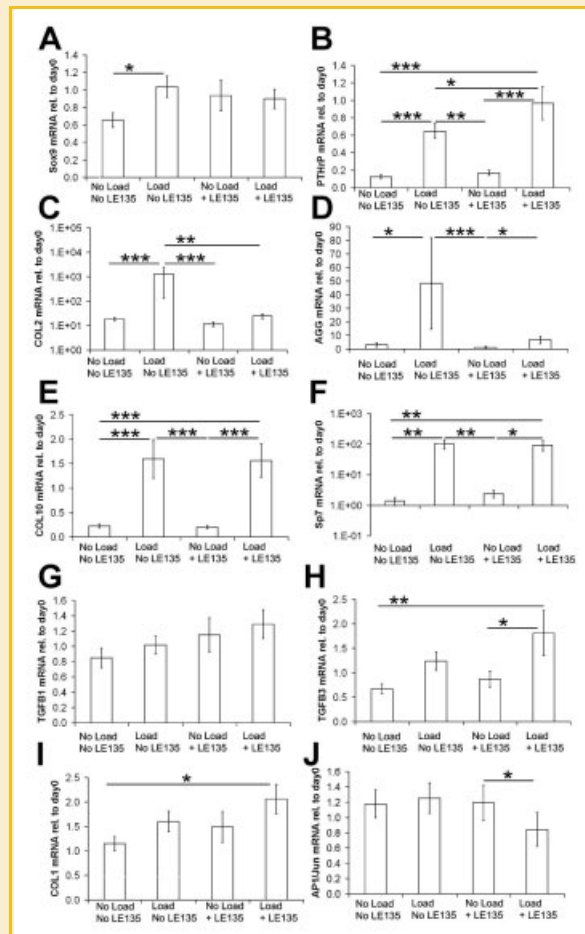 A
B
*
***
*
***
*** **
Sox9 mRNA rel. to day0
1.4
1.2
1.0
0.8
0.6
0.4
0.2
0.0
PTHrP mRNA rel. to day0
1.4
1.2
1.0
0.8
0.6
0.4
0.2
0.0
No Load Load No Load Load
No LE135 No LE135 + LE135 + LE135
No Load Load No Load Load
No LE135 No LE135 + LE135 + LE135
C
D
**
*** ***
* *** *
COL2 mRNA rel. to day0
1.E+05
1.E+04
1.E+03
1.E+02
1.E+01
1.E+00
AGG mRNA rel. to day0
90
80
70
60
50
40
30
20
10
0
No Load Load No Load Load
No LE135 No LE135 + LE135 + LE135
No Load Load No Load Load
No LE135 No LE135 + LE135 + LE135
E
F
***
*** *** ***
**
** ** *
COL10 mRNA rel. to day0
2.5
2.0
1.5
1.0
0.5
0.0
Sp7 mRNA rel. to day0
1.E+03
1.E+02
1.E+01
1.E+00
1.E-01
No Load Load No Load Load
No LE135 No LE135 + LE135 + LE135
No Load Load No Load Load
No LE135 No LE135 + LE135 + LE135
G
H
**
*
TGFB1 mRNA rel. to day0
1.8
1.6
1.4
1.2
1.0
0.8
0.6
0.4
0.2
0.0
TGFB3 mRNA rel. to day0
2.5
2.0
1.5
1.0
0.5
0.0
No Load Load No Load Load
No LE135 No LE135 + LE135 + LE135
No Load Load No Load Load
No LE135 No LE135 + LE135 + LE135
I
J
*
*
COL1 mRNA rel. to day0
2.5
2.0
1.5
1.0
0.5
0.0
AP1/Jun mRNA rel. to day0
1.8
1.6
1.4
1.2
1.0
0.8
0.6
0.4
0.2
0.0
No Load Load No Load Load
No LE135 No LE135 + LE135 + LE135
No Load Load No Load Load
No LE135 No LE135 + LE135 + LE135